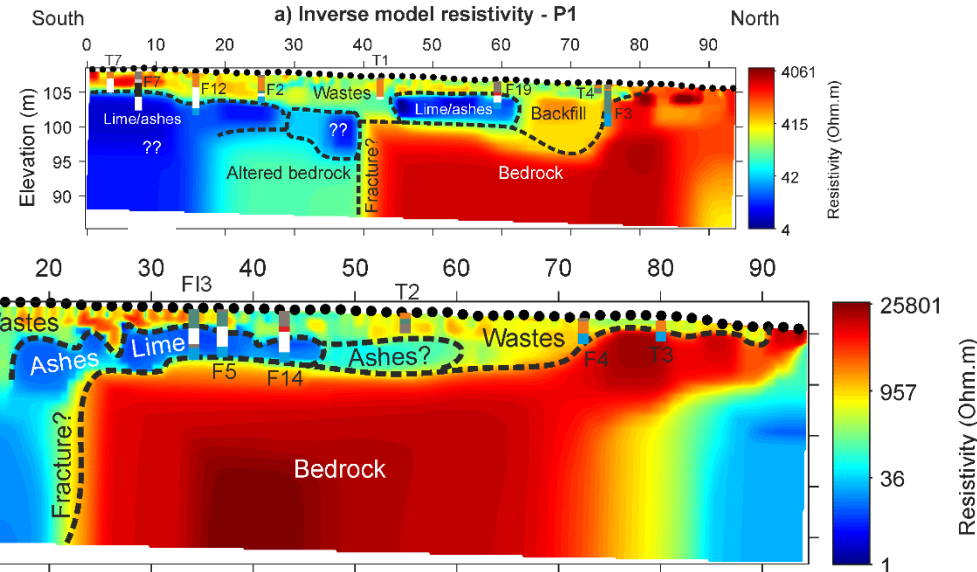 South a) Inverse model resistivity - P1 North
0 10 20 30 40 50 60 70 80 90
T7 T1
F7 F12 F2 Wastes F19 T4 F3
Lime/ashes ?? Lime/ashes Backfill
??
Altered bedrock Fracture? Bedrock
Elevation (m)
105
100
95
90
4061
415
42
4
Resistivity (Ohm.m)
20 30 40 50 60 70 80 90
FI3 T2
astes Wastes
Ashes Lime Ashes?
F5 F14 F4 T3
Fracture? Bedrock
25801
957
36
1
Resistivity (Ohm.m)